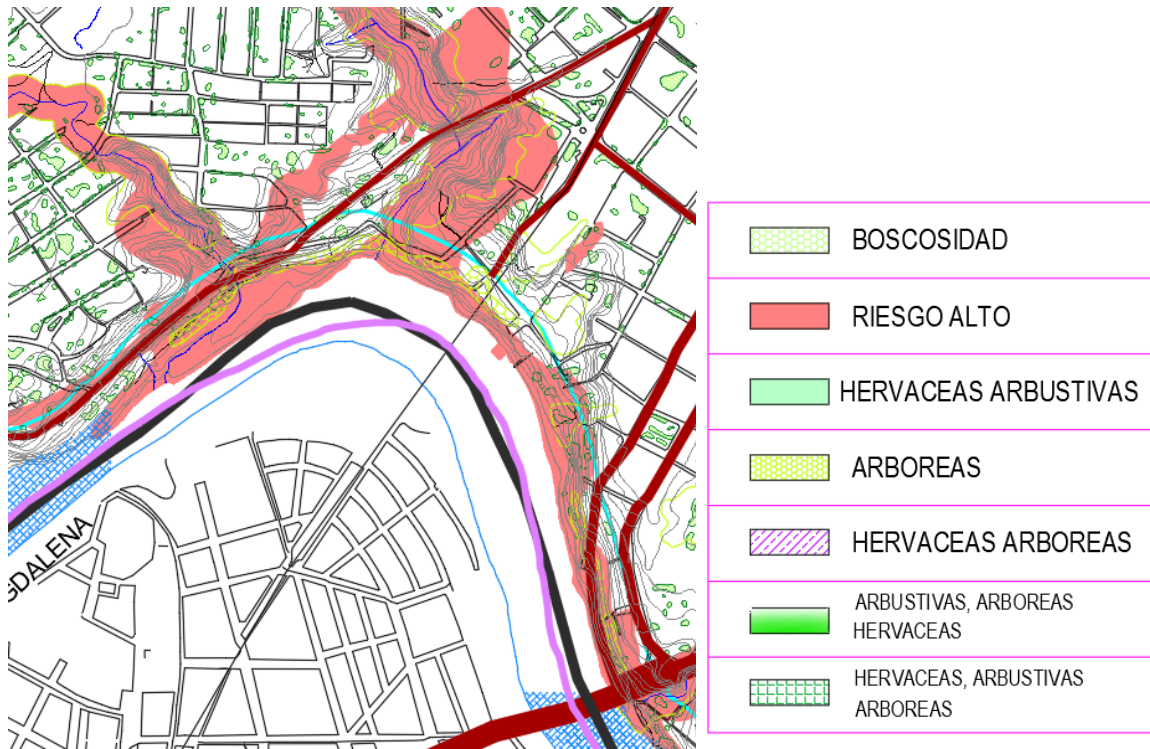 GDALENA
BOSCOSIDAD
RIESGO ALTO
HERVACEAS ARBUSTIVAS
ARBOREAS
HERVACEAS ARBOREAS
ARBUSTIVAS, ARBOREAS
HERVACEAS
HERVACEAS, ARBUSTIVAS
ARBOREAS